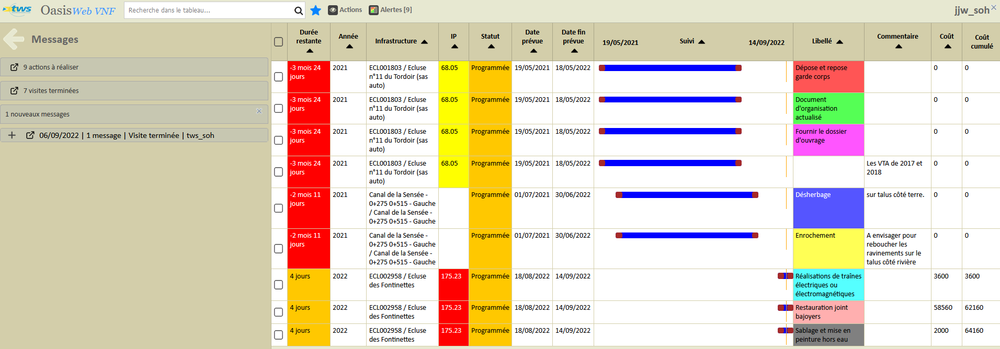 tws OasisWeb VNF Recherche dans le tableau... Actions Alertes [9] jjw_soh
Messages
9 actions à réaliser
7 visites terminées
1 nouveaux messages
06/09/2022 | 1 message | Visite terminée | tws_soh
Durée restante Année Infrastructure IP Statut Date prévue Date fin prévue 19/05/2021 Suivi 14/09/2022 Libellé Commentaire Coût Coût cumulé
-3 mois 24 2021 ECL001803 / Ecluse 68.05 Programmée 19/05/2021 18/05/2022 Dépose et repose 0 0
jours n°11 du Tordoir (sas garde corps
auto)
-3 mois 24 2021 ECL001803 / Ecluse 68.05 Programmée 19/05/2021 18/05/2022 Document 0 0
jours n°11 du Tordoir (sas d'organisation
auto) actualisé
-3 mois 24 2021 ECL001803 / Ecluse 68.05 Programmée 19/05/2021 18/05/2022 Fournir le dossier 0 0
jours n°11 du Tordoir (sas d'ouvrage
auto)
-3 mois 24 2021 ECL001803 / Ecluse 68.05 Programmée 19/05/2021 18/05/2022 Les VTA de 2017 et 0 0
jours n°11 du Tordoir (sas 2018
auto)
-2 mois 11 2021 Canal de la Sensée - Programmée 01/07/2021 30/06/2022 Désherbage sur talus côté terre. 0 0
jours 0+275 0+515 - Gauche
/ Canal de la Sensée -
0+275 0+515 - Gauche
-2 mois 11 2021 Canal de la Sensée - Programmée 01/07/2021 30/06/2022 Enrochement A envisager pour 0 0
jours 0+275 0+515 - Gauche reboucher les
/ Canal de la Sensée - ravinements sur le
0+275 0+515 - Gauche talus côté rivière
4 jours 2022 ECL002958 / Ecluse 175.23 Programmée 18/08/2022 14/09/2022 Réalisations de traînes 3600 3600
des Fontinettes électriques ou
électromagnétiques
4 jours 2022 ECL002958 / Ecluse 175.23 Programmée 18/08/2022 14/09/2022 Restauration joint 58560 62160
des Fontinettes bajoyers
4 jours 2022 ECL002958 / Ecluse 175.23 Programmée 18/08/2022 14/09/2022 Sablage et mise en 2000 64160
des Fontinettes peinture hors eau